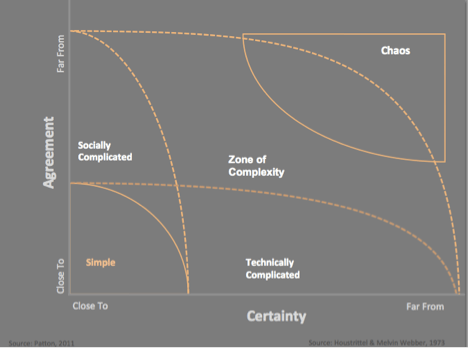 Far From
Chaos
Agreement
Socially
Complicated
Zone of
Complexity
Close To
Simple
Technically
Complicated
Close To
Far From
Certainty
Source: Patton, 2011
Source: Houstrittel & Melvin Webber, 1973